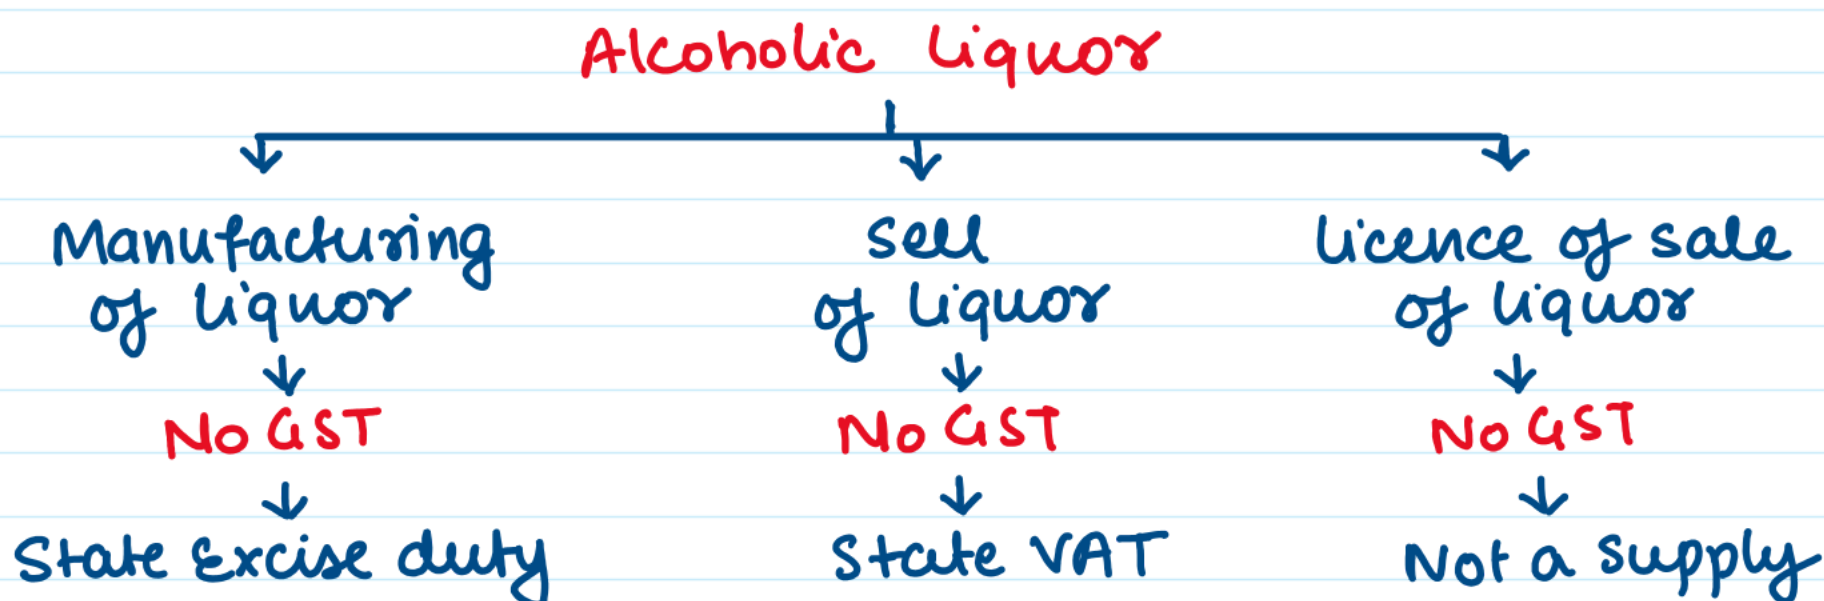 Alcoholic liquor
Manufacturing
of liquor
No GST
State Excise duty
Sell
of liquor
No GST
State VAT
licence of sale
of liquor
No GST
Not a supply